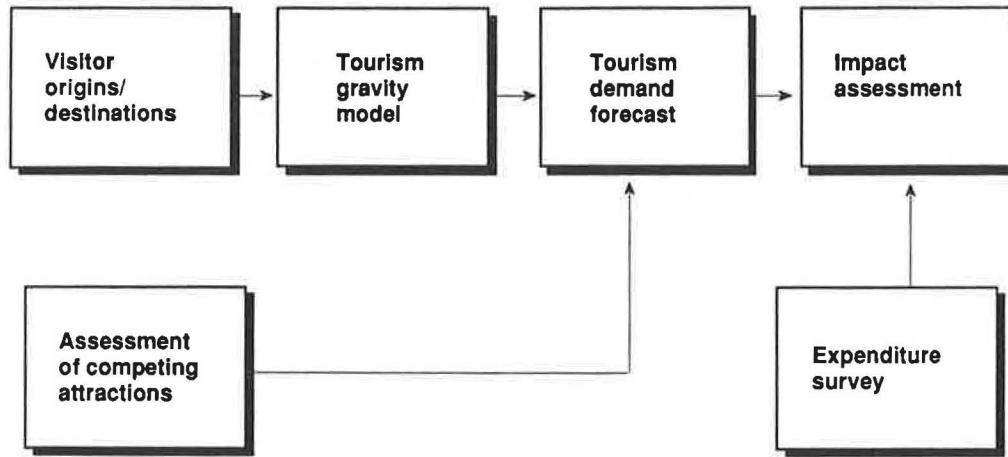 Visitor
origins/
destinations
Tourism
gravity
model
Tourism
demand
forecast
Impact
assessment
Assessment
of competing
attractions
Expenditure
survey